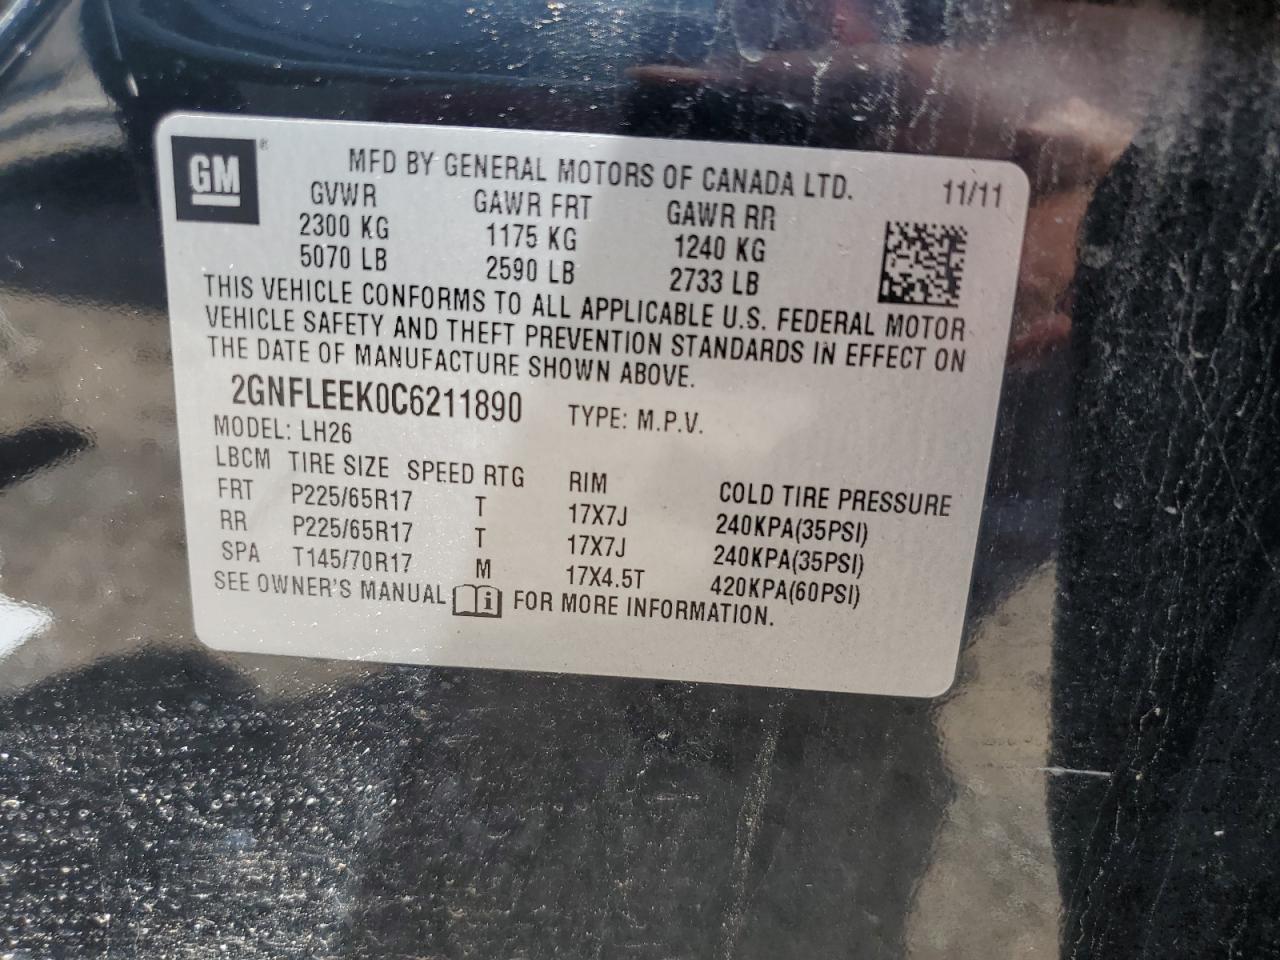 GM®
MFD BY GENERAL MOTORS OF CANADA LTD. 11/11
GVWR GAWR FRT GAWR RR
2300 KG 1175 KG 1240 KG
5070 LB 2590 LB 2733 LB
THIS VEHICLE CONFORMS TO ALL APPLICABLE U.S. FEDERAL MOTOR
VEHICLE SAFETY AND THEFT PREVENTION STANDARDS IN EFFECT ON
THE DATE OF MANUFACTURE SHOWN ABOVE.
2GNFLEEK0C6211890 TYPE: M.P.V.
MODEL: LH26
LBCM TIRE SIZE SPEED RTG RIM COLD TIRE PRESSURE
FRT P225/65R17 T 17X7J 240KPA(35PSI)
RR P225/65R17 T 17X7J 240KPA(35PSI)
SPA T145/70R17 M 17X4.5T 420KPA(60PSI)
SEE OWNER'S MANUAL i FOR MORE INFORMATION.